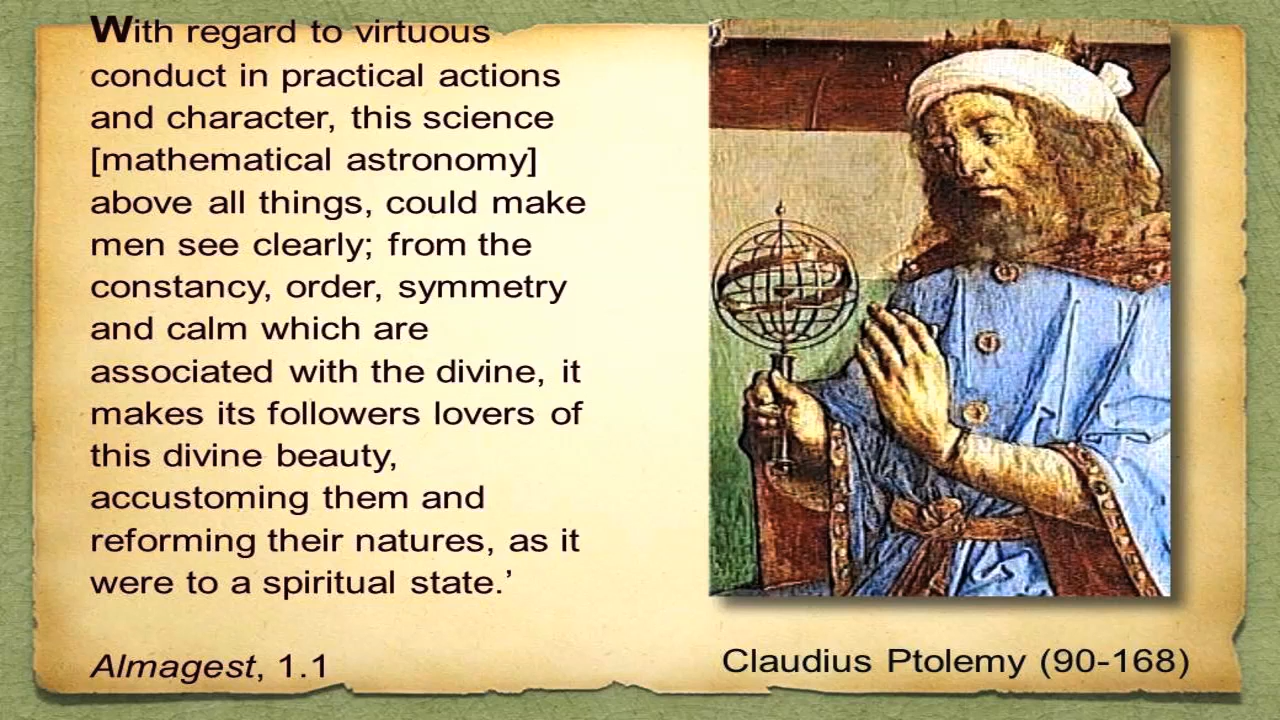 With regard to virtuous
conduct in practical actions
and character, this science
[mathematical astronomy]
above all things, could make
men see clearly; from the
constancy, order, symmetry
and calm which are
associated with the divine, it
makes its followers lovers of
this divine beauty,
accustoming them and
reforming their natures, as it
were to a spiritual state.’
Almagest, 1.1
Claudius Ptolemy (90-168)